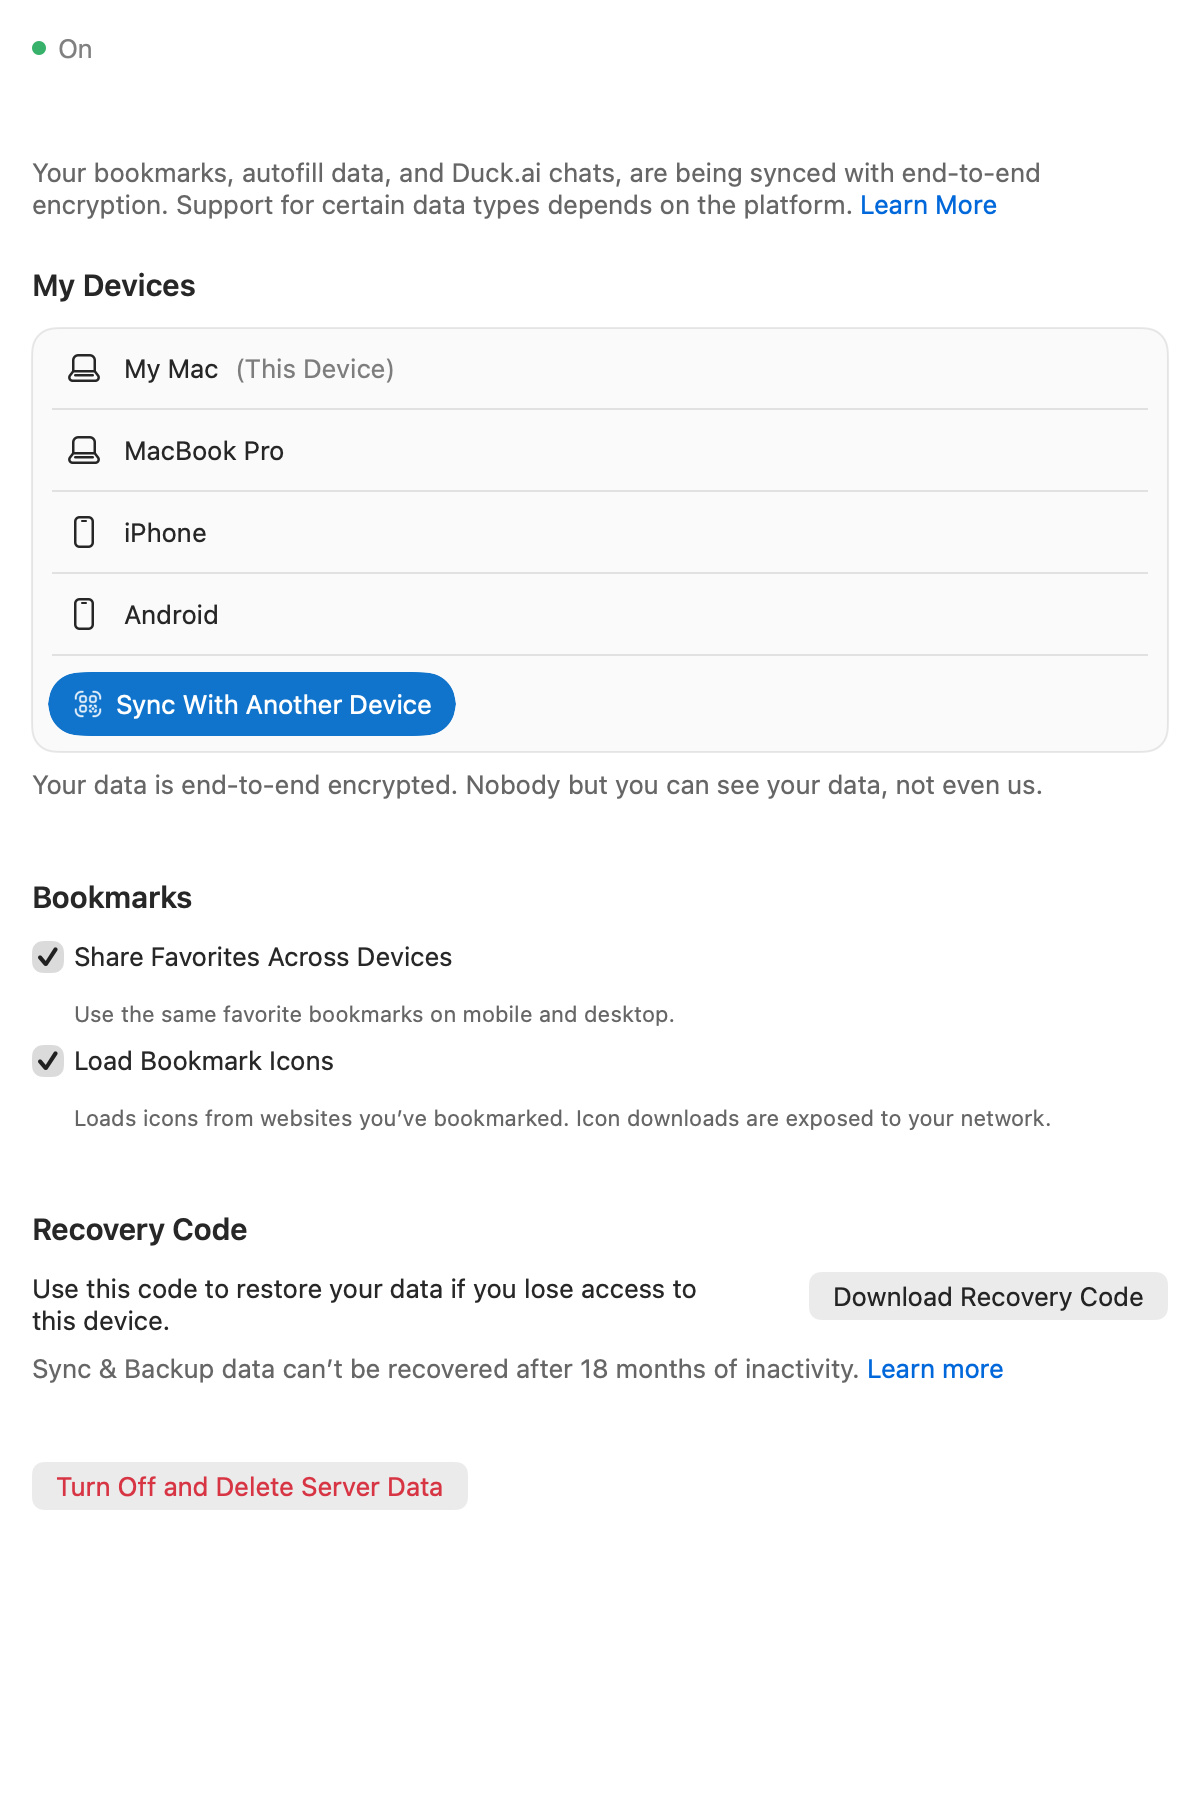 On
Your bookmarks, autofill data, and Duck.ai chats, are being synced with end-to-end
encryption. Support for certain data types depends on the platform. Learn More
My Devices
My Mac (This Device)
MacBook Pro
iPhone
Android
Sync With Another Device
Your data is end-to-end encrypted. Nobody but you can see your data, not even us.
Bookmarks
Share Favorites Across Devices
Use the same favorite bookmarks on mobile and desktop.
Load Bookmark Icons
Loads icons from websites you’ve bookmarked. Icon downloads are exposed to your network.
Recovery Code
Use this code to restore your data if you lose access to
this device.
Download Recovery Code
Sync & Backup data can’t be recovered after 18 months of inactivity. Learn more
Turn Off and Delete Server Data